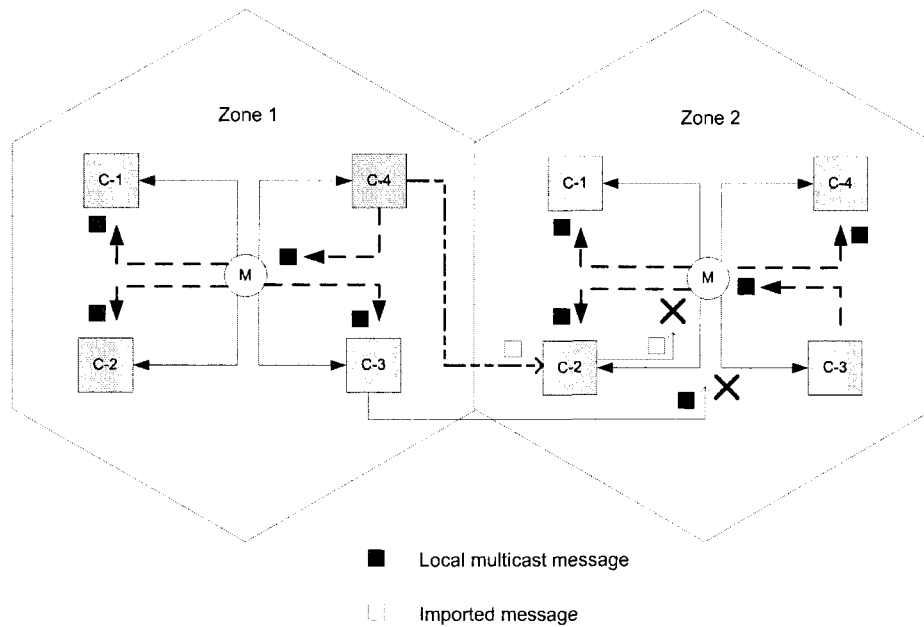 Zone 1
Zone 2
C-1
C-4
C-1
C-4
M
M
C-2
C-3
C-2
C-3
Local multicast message
Imported message